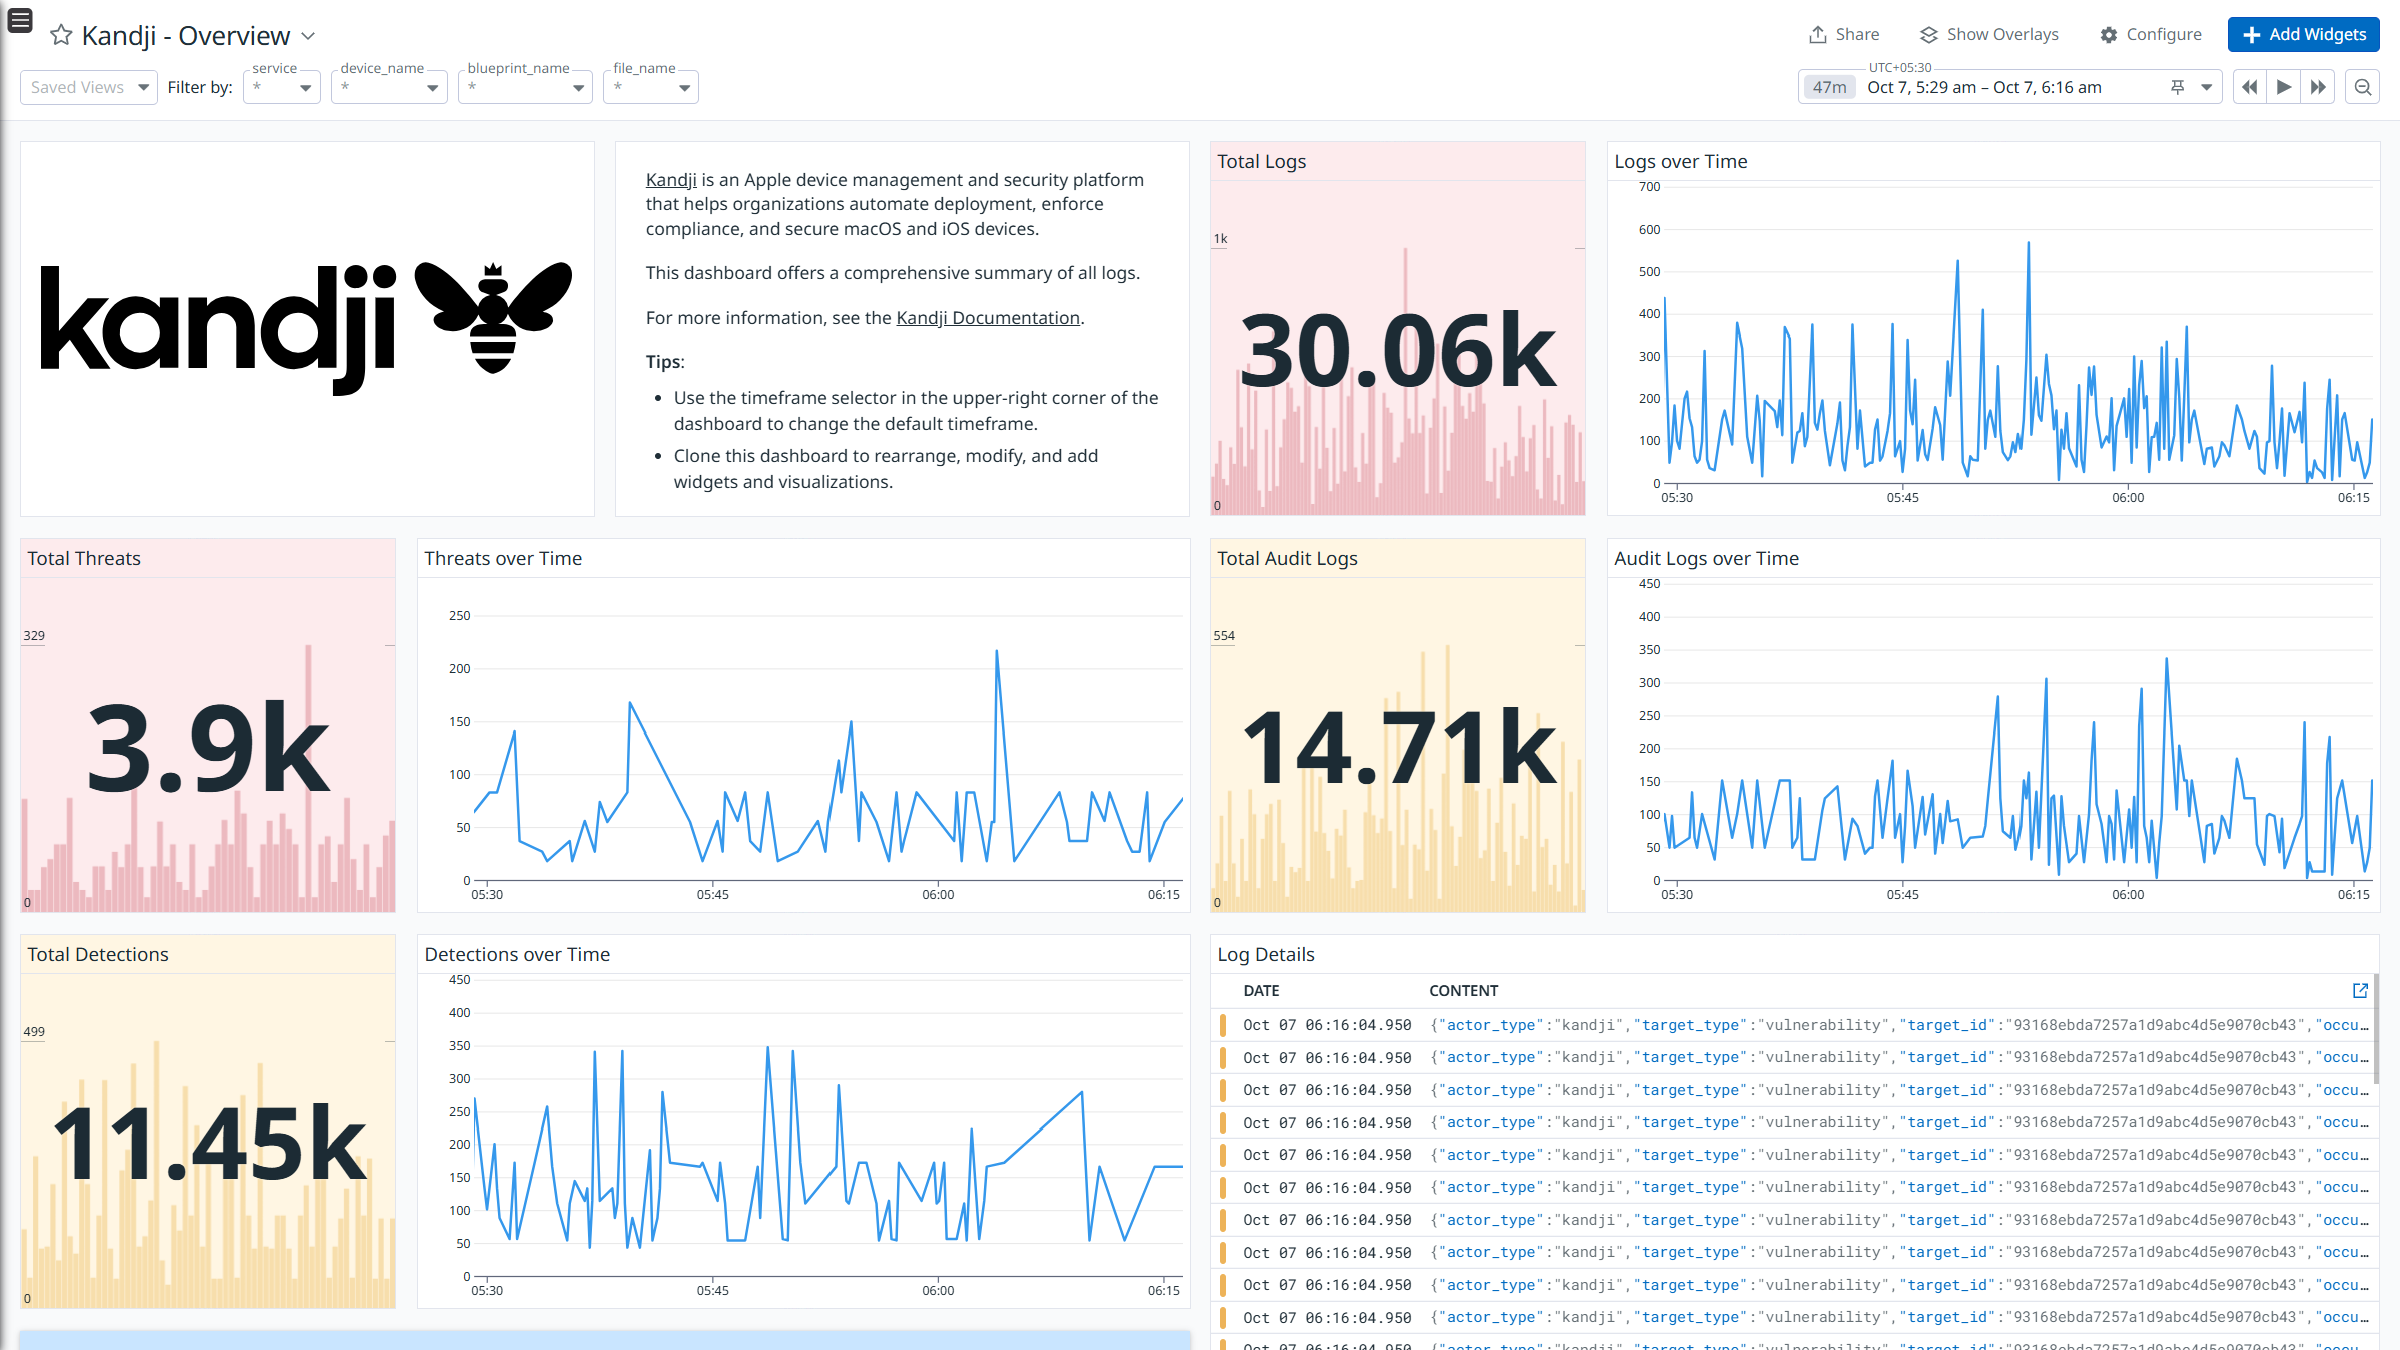 Kandji - Overview
Share
Show Overlays
Configure
Add Widgets
Saved Views
Filter by:
service
*
device_name
*
blueprint_name
*
file_name
*
UTC+05:30
47m
Oct 7, 5:29 am – Oct 7, 6:16 am
kandji
Kandji is an Apple device management and security platform
that helps organizations automate deployment, enforce
compliance, and secure macOS and iOS devices.
This dashboard offers a comprehensive summary of all logs.
For more information, see the Kandji Documentation.
Tips:
• Use the timeframe selector in the upper-right corner of the
dashboard to change the default timeframe.
• Clone this dashboard to rearrange, modify, and add
widgets and visualizations.
Total Logs
1k
30.06k
0
Logs over Time
700
600
500
400
300
200
100
0
05:30
05:45
06:00
06:15
Total Threats
329
3.9k
0
Threats over Time
250
200
150
100
50
0
05:30
05:45
06:00
06:15
Total Audit Logs
554
14.71k
0
Audit Logs over Time
450
400
350
300
250
200
150
100
50
0
05:30
05:45
06:00
06:15
Total Detections
499
11.45k
0
Detections over Time
450
400
350
300
250
200
150
100
50
0
05:30
05:45
06:00
06:15
Log Details
DATE CONTENT
Oct 07 06:16:04.950 {"actor_type":"kandji","target_type":"vulnerability","target_id":"93168ebda7257a1d9abc4d5e9070cb43","occu…
Oct 07 06:16:04.950 {"actor_type":"kandji","target_type":"vulnerability","target_id":"93168ebda7257a1d9abc4d5e9070cb43","occu…
Oct 07 06:16:04.950 {"actor_type":"kandji","target_type":"vulnerability","target_id":"93168ebda7257a1d9abc4d5e9070cb43","occu…
Oct 07 06:16:04.950 {"actor_type":"kandji","target_type":"vulnerability","target_id":"93168ebda7257a1d9abc4d5e9070cb43","occu…
Oct 07 06:16:04.950 {"actor_type":"kandji","target_type":"vulnerability","target_id":"93168ebda7257a1d9abc4d5e9070cb43","occu…
Oct 07 06:16:04.950 {"actor_type":"kandji","target_type":"vulnerability","target_id":"93168ebda7257a1d9abc4d5e9070cb43","occu…
Oct 07 06:16:04.950 {"actor_type":"kandji","target_type":"vulnerability","target_id":"93168ebda7257a1d9abc4d5e9070cb43","occu…
Oct 07 06:16:04.950 {"actor_type":"kandji","target_type":"vulnerability","target_id":"93168ebda7257a1d9abc4d5e9070cb43","occu…
Oct 07 06:16:04.950 {"actor_type":"kandji","target_type":"vulnerability","target_id":"93168ebda7257a1d9abc4d5e9070cb43","occu…
Oct 07 06:16:04.950 {"actor_type":"kandji","target_type":"vulnerability","target_id":"93168ebda7257a1d9abc4d5e9070cb43","occu…